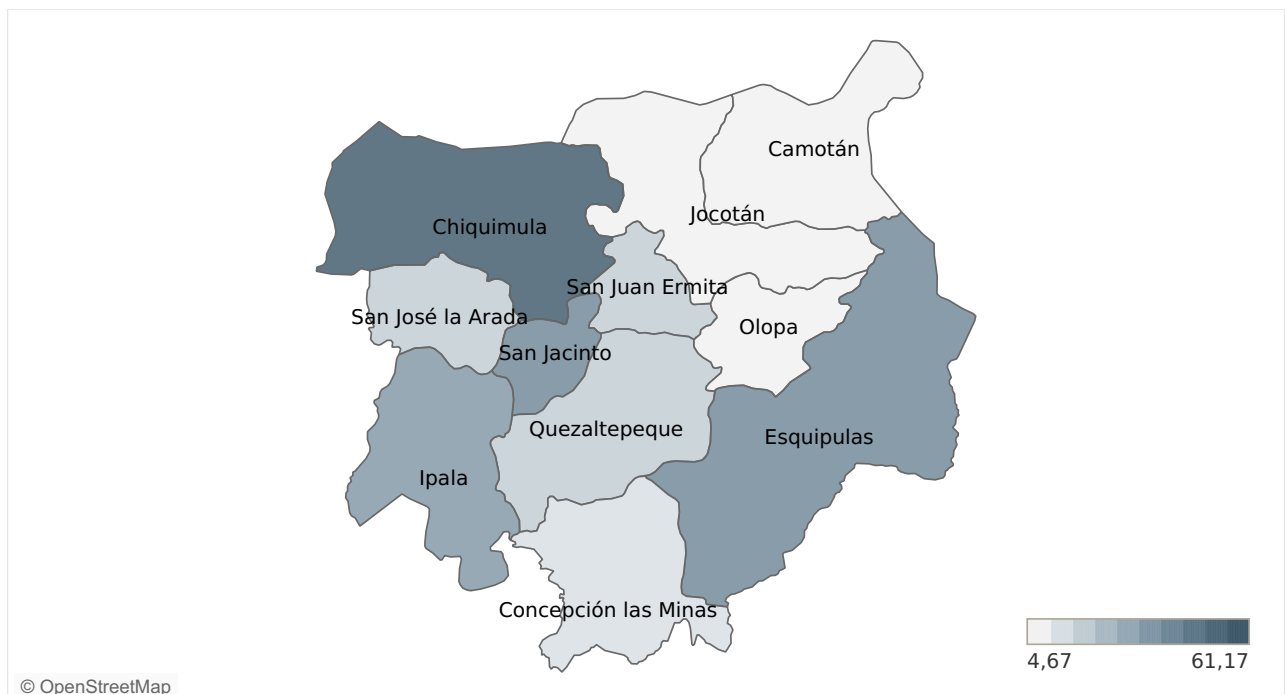 Camotán
Jocotán
Chiquimula
San Juan Ermita
San José la Arada
Olopa
San Jacinto
Quezaltepeque
Esquipulas
Ipala
Concepción las Minas
4,67
61,17
© OpenStreetMap